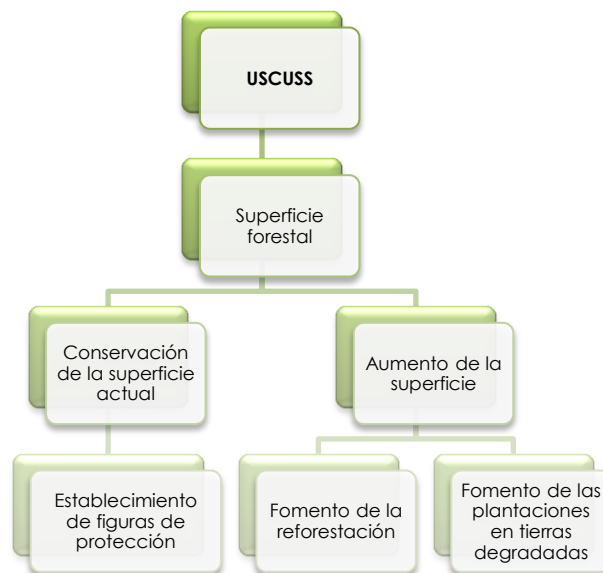 USCUSS
Superficie
forestal
Conservación
de la superficie
actual
Aumento de la
superficie
Establecimiento
de figuras de
protección
Fomento de la
reforestación
Fomento de las
plantaciones
en tierras
degradadas